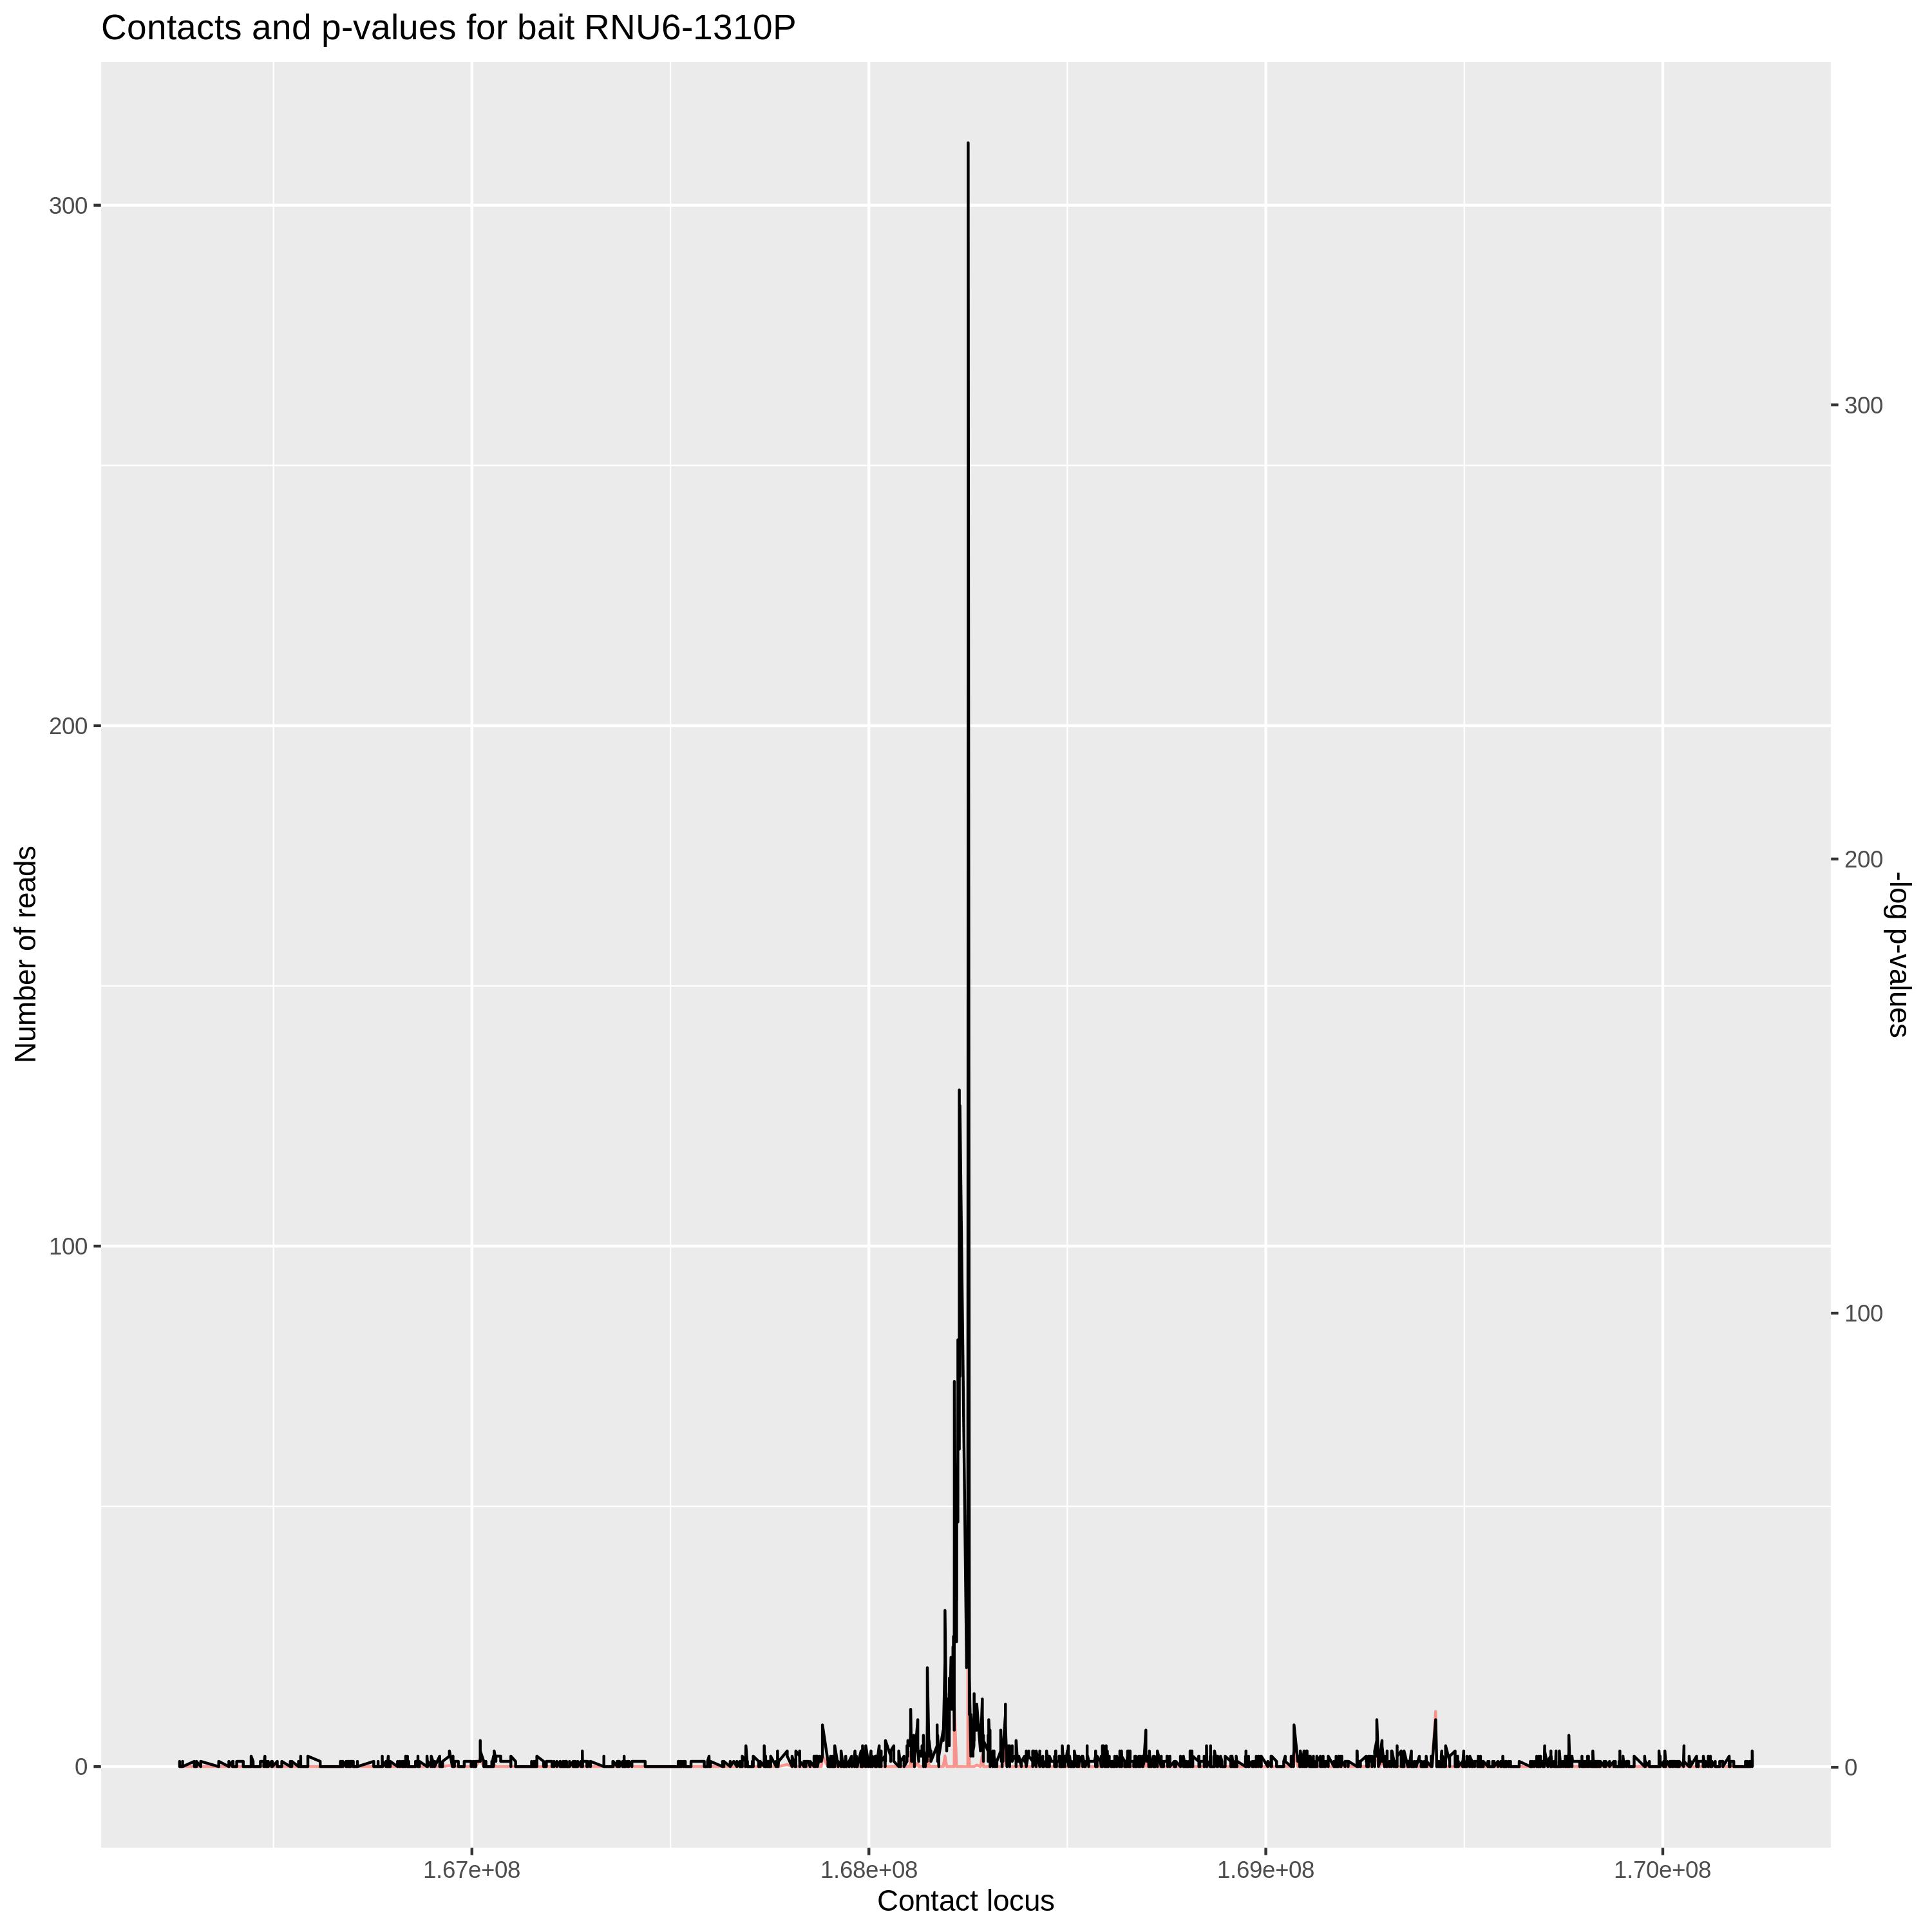 Contacts and p-values for bait RNU6-1310P
300
200
100
0
Number of reads
300
200
100
0
-log p-values
1.67e+08
1.68e+08
1.69e+08
1.70e+08
Contact locus